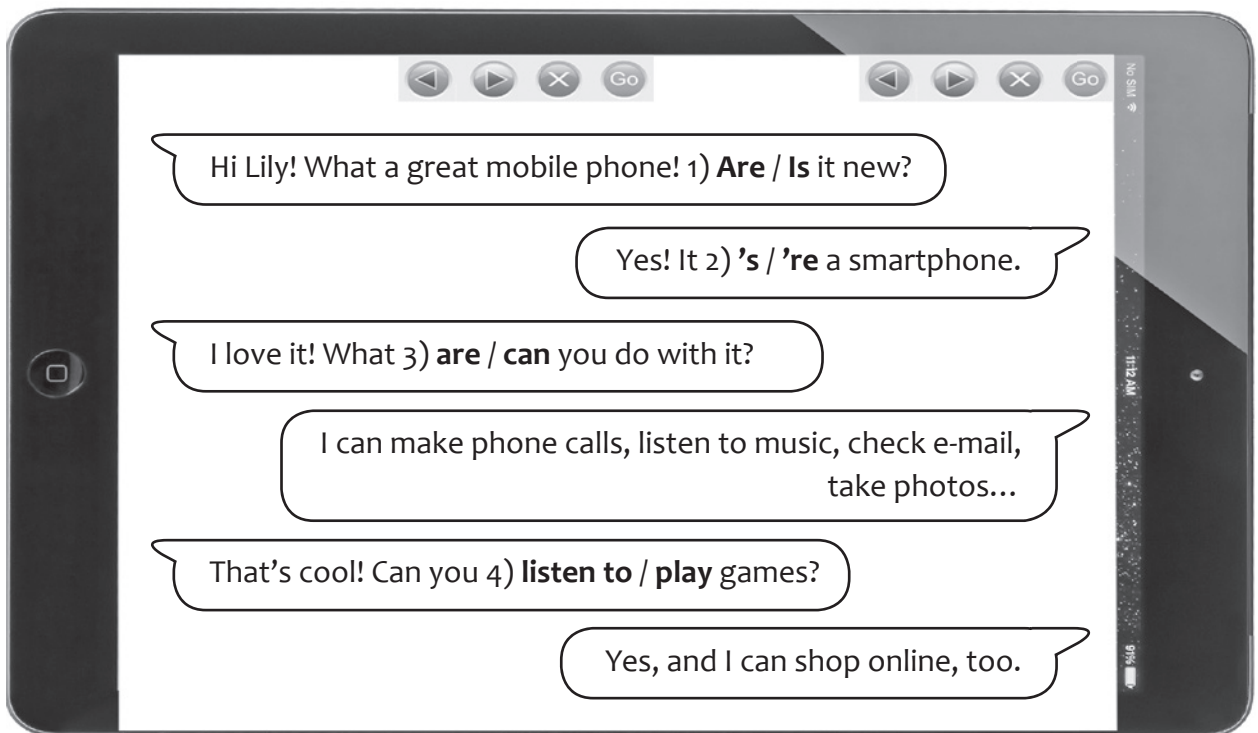 Go
Go
No SIM
Hi Lily! What a great mobile phone! 1) Are / Is it new?
Yes! It 2) ’s / ’re a smartphone.
I love it! What 3) are / can you do with it?
11:12 AM
I can make phone calls, listen to music, check e-mail,
take photos...
That’s cool! Can you 4) listen to / play games?
Yes, and I can shop online, too.
91%